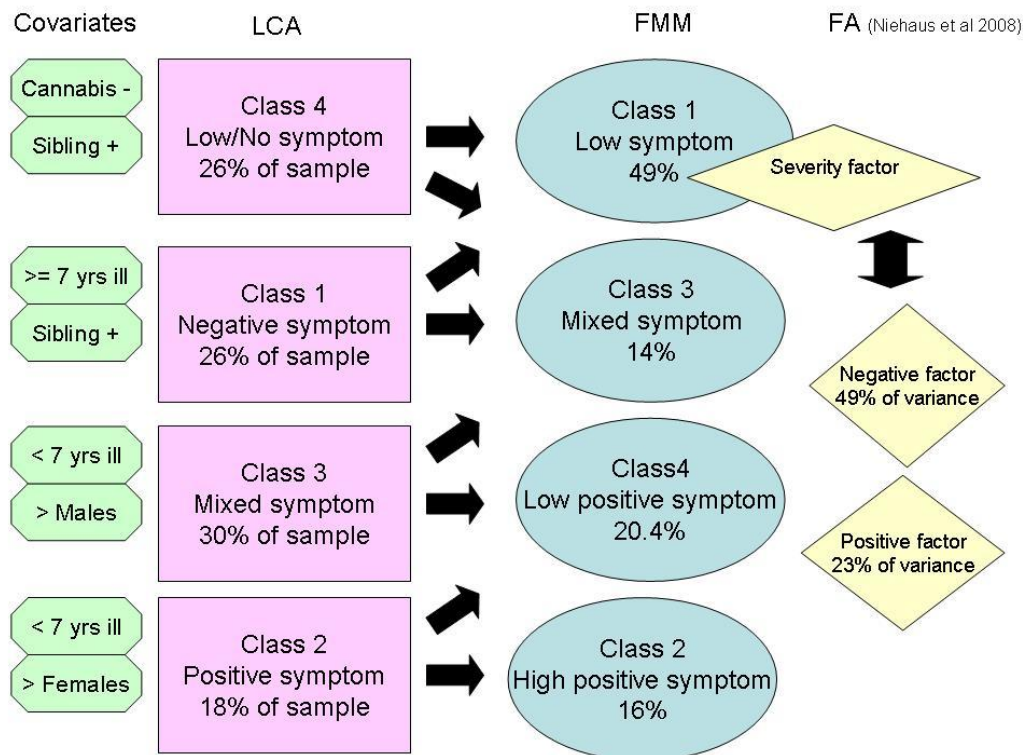 Covariates
LCA
FMM
FA (Niehaus et al 2008)
Cannabis -
Sibling +
Class 4
Low/No symptom
26% of sample
Class 1
Low symptom
49%
Severity factor
>= 7 yrs ill
Sibling +
Class 1
Negative symptom
26% of sample
Class 3
Mixed symptom
14%
Negative factor
49% of variance
< 7 yrs ill
> Males
Class 3
Mixed symptom
30% of sample
Class4
Low positive symptom
20.4%
Positive factor
23% of variance
< 7 yrs ill
> Females
Class 2
Positive symptom
18% of sample
Class 2
High positive symptom
16%